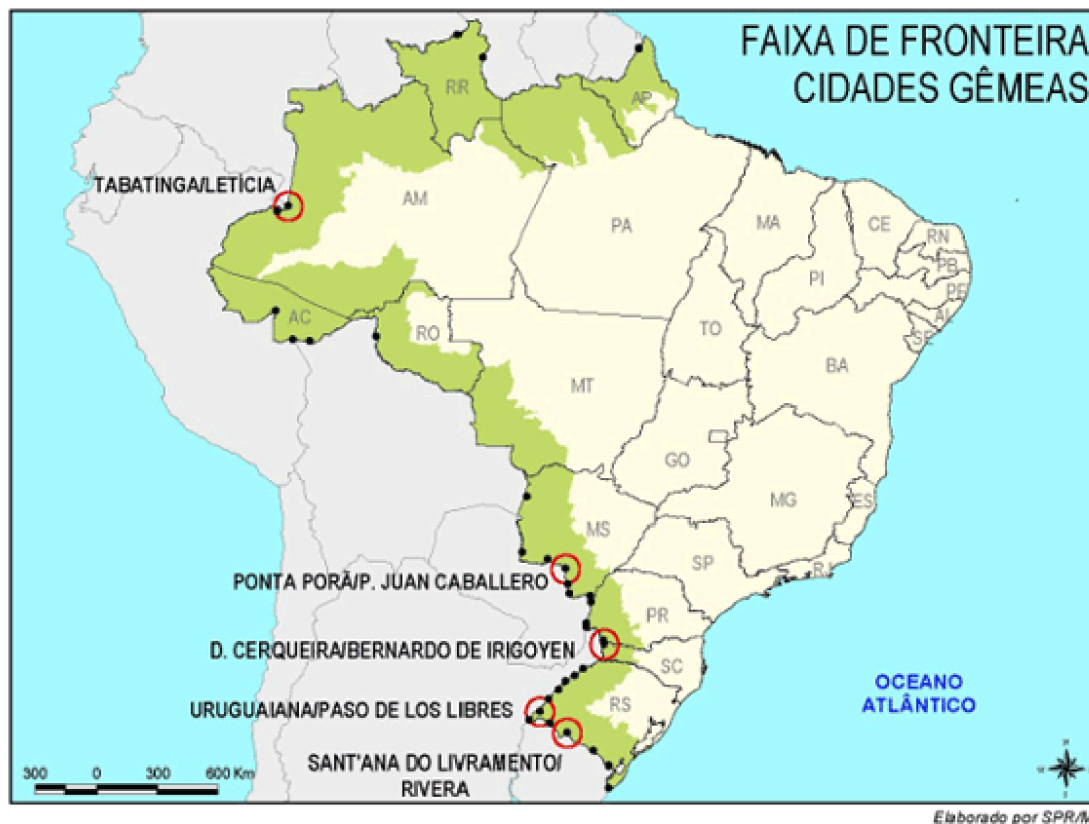 FAIXA DE FRONTEIRA
CIDADES GÊMEAS
RR
AP
TABATINGA/LETÍCIA
AM
PA
MA
CE
RN
PB
PE
AL
SE
PI
AC
RO
TO
BA
MT
GO
MG
ES
MS
SP
RJ
PONTA PORÃ/P. JUAN CABALLERO
PR
D. CERQUEIRA/BERNARDO DE IRIGOYEN
SC
URUGUAIANA/PASO DE LOS LIBRES
RS
OCEANO
ATLÂNTICO
SANT'ANA DO LIVRAMENTO/
RIVERA
300 0 300 600 Km
Elaborado por SPR/M